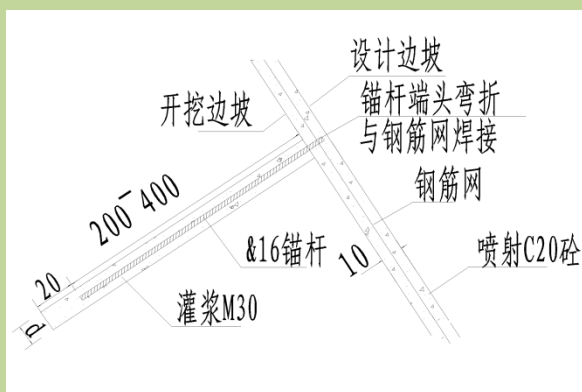 设计边坡
开挖边坡
锚杆端头弯折
与钢筋网焊接
钢筋网
200-400
&16锚杆
10
喷射C20砼
20
灌浆M30
d